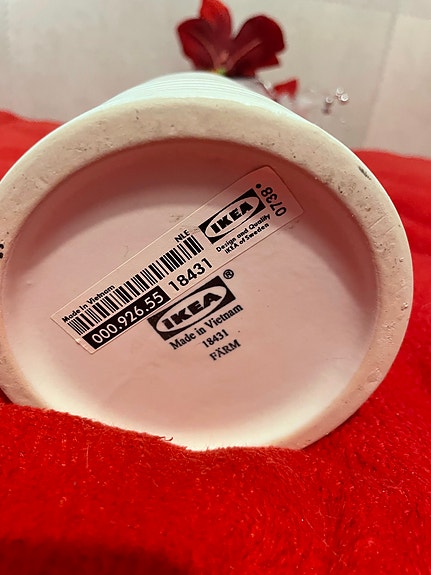 Made in Vietnam
NLE
000.926.55
18431
IKEA
Design and Quality
IKEA of Sweden
0738
IKEA®
Made in Vietnam
18431
FÄRM